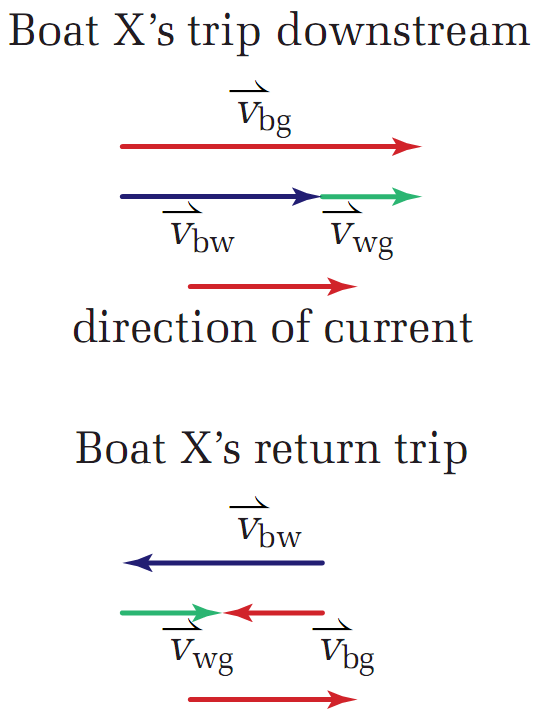 Boat X’s trip downstream
v⃗bg
v⃗bw v⃗wg
direction of current
Boat X’s return trip
v⃗bw
v⃗wg v⃗bg